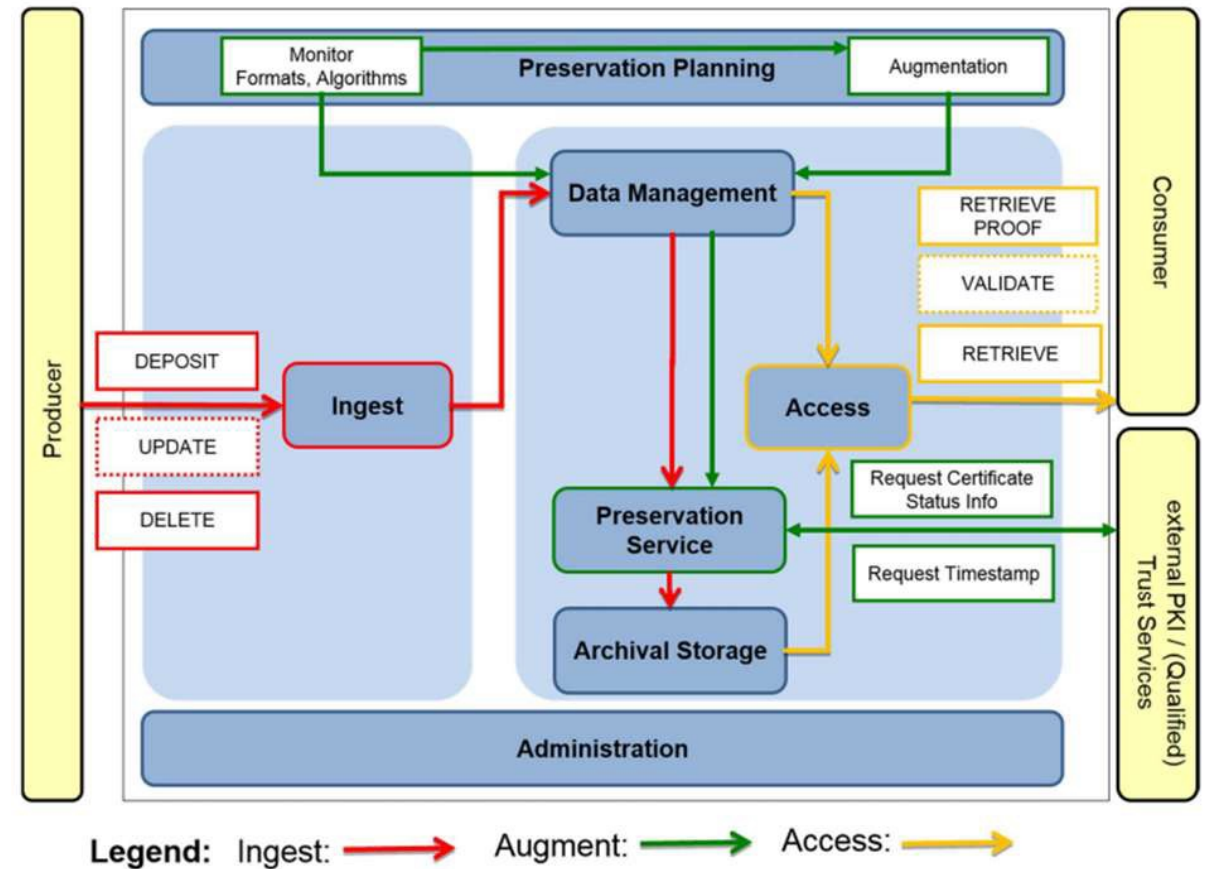 Monitor
Formats, Algorithms
Preservation Planning
Augmentation
Producer
Data Management
RETRIEVE
PROOF
VALIDATE
RETRIEVE
Consumer
DEPOSIT
Ingest
UPDATE
DELETE
Access
Request Certificate
Status Info
Preservation
Service
Request Timestamp
external PKI / (Qualified)
Trust Services
Archival Storage
Administration
Legend: Ingest: Augment: Access: